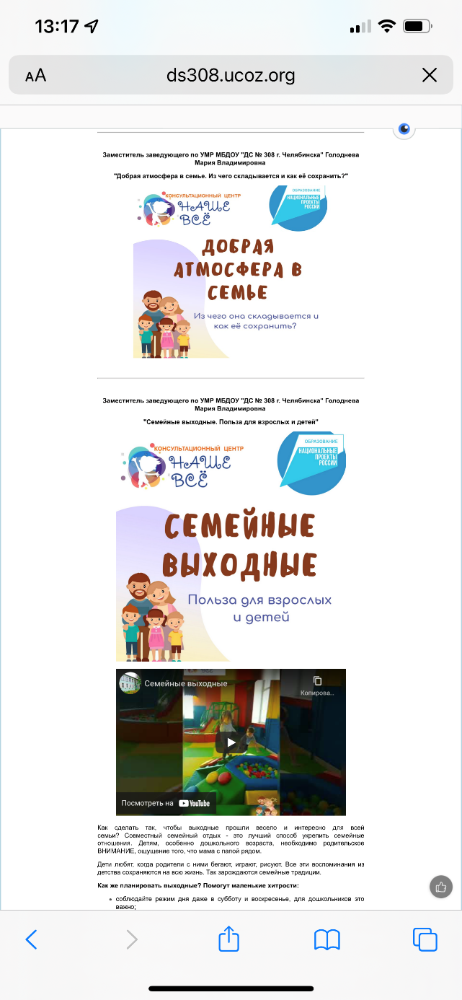 13:17
AA
ds308.ucoz.org
Заместитель заведующего по УМР МБДОУ "ДС № 308 г. Челябинска" Голоднева
Мария Владимировна
"Добрая атмосфера в семье. Из чего складывается и как её сохранить?"
КОНСУЛЬТАЦИОННЫЙ ЦЕНТР
НАШЕ
ВСЁ
ОБРАЗОВАНИЕ
НАЦИОНАЛЬНЫЕ
ПРОЕКТЫ
РОССИИ
ДОБРАЯ
АТМОСФЕРА В
СЕМЬЕ
Из чего она складывается и
как её сохранить?
Заместитель заведующего по УМР МБДОУ "ДС № 308 г. Челябинска" Голоднева
Мария Владимировна
"Семейные выходные. Польза для взрослых и детей"
КОНСУЛЬТАЦИОННЫЙ ЦЕНТР
НАШЕ
ВСЁ
ОБРАЗОВАНИЕ
НАЦИОНАЛЬНЫЕ
ПРОЕКТЫ
РОССИИ
СЕМЕЙНЫЕ
ВЫХОДНЫЕ
Польза для взрослых
и детей
Семейные выходные
Копирова...
Посмотреть на YouTube
Как сделать так, чтобы выходные прошли весело и интересно для всей
семьи? Совместный семейный отдых - это лучший способ укрепить семейные
отношения. Детям, особенно дошкольного возраста, необходимо родительское
ВНИМАНИЕ, ощущение того, что мама с папой рядом.
Дети любят, когда родители с ними бегают, играют, рисуют. Все эти воспоминания из
детства сохраняются на всю жизнь. Так зарождаются семейные традиции.
Как же планировать выходные? Помогут маленькие хитрости:
• соблюдайте режим дня даже в субботу и воскресенье, для дошкольников это
важно;